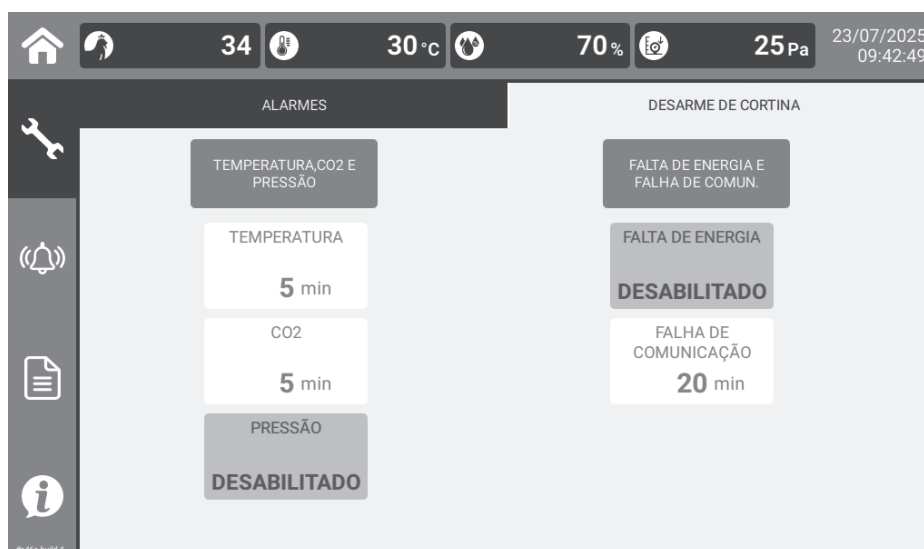 34
30 °C
70 %
25 Pa
23/07/2025
09:42:49
ALARMES
DESARME DE CORTINA
TEMPERATURA,CO2 E
PRESSÃO
FALTA DE ENERGIA E
FALHA DE COMUN.
TEMPERATURA
5 min
FALTA DE ENERGIA
DESABILITADO
CO2
5 min
FALHA DE
COMUNICAÇÃO
20 min
PRESSÃO
DESABILITADO